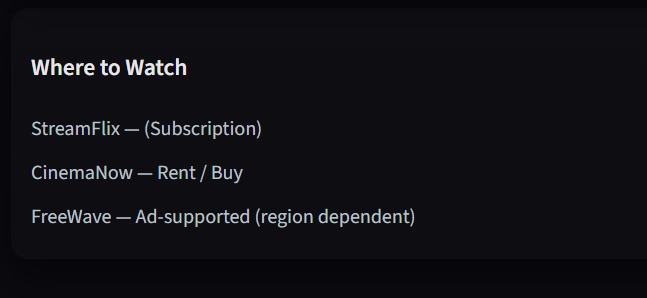 Where to Watch
StreamFlix — (Subscription)
CinemaNow — Rent / Buy
FreeWave — Ad-supported (region dependent)